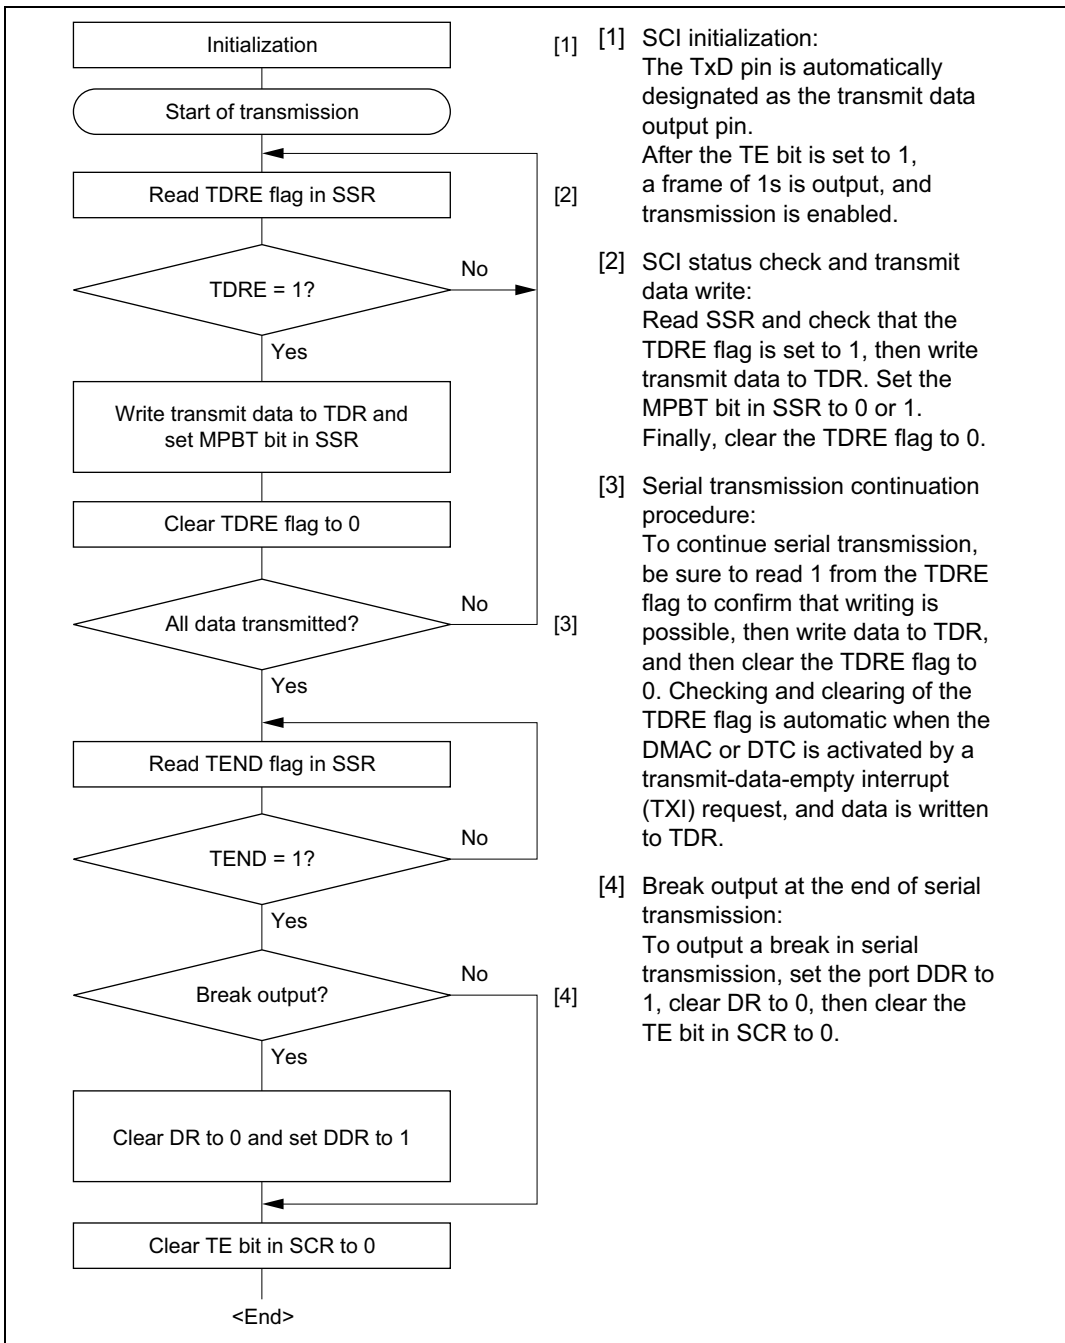 Initialization
[1]
Start of transmission
Read TDRE flag in SSR
[2]
TDRE = 1?
No
Yes
Write transmit data to TDR and
set MPBT bit in SSR
Clear TDRE flag to 0
All data transmitted?
No
[3]
Yes
Read TEND flag in SSR
TEND = 1?
No
Yes
Break output?
No
[4]
Yes
Clear DR to 0 and set DDR to 1
Clear TE bit in SCR to 0
<End>
[1] SCI initialization:
The TxD pin is automatically
designated as the transmit data
output pin.
After the TE bit is set to 1,
a frame of 1s is output, and
transmission is enabled.
[2] SCI status check and transmit
data write:
Read SSR and check that the
TDRE flag is set to 1, then write
transmit data to TDR. Set the
MPBT bit in SSR to 0 or 1.
Finally, clear the TDRE flag to 0.
[3] Serial transmission continuation
procedure:
To continue serial transmission,
be sure to read 1 from the TDRE
flag to confirm that writing is
possible, then write data to TDR,
and then clear the TDRE flag to
0. Checking and clearing of the
TDRE flag is automatic when the
DMAC or DTC is activated by a
transmit-data-empty interrupt
(TXI) request, and data is written
to TDR.
[4] Break output at the end of serial
transmission:
To output a break in serial
transmission, set the port DDR to
1, clear DR to 0, then clear the
TE bit in SCR to 0.